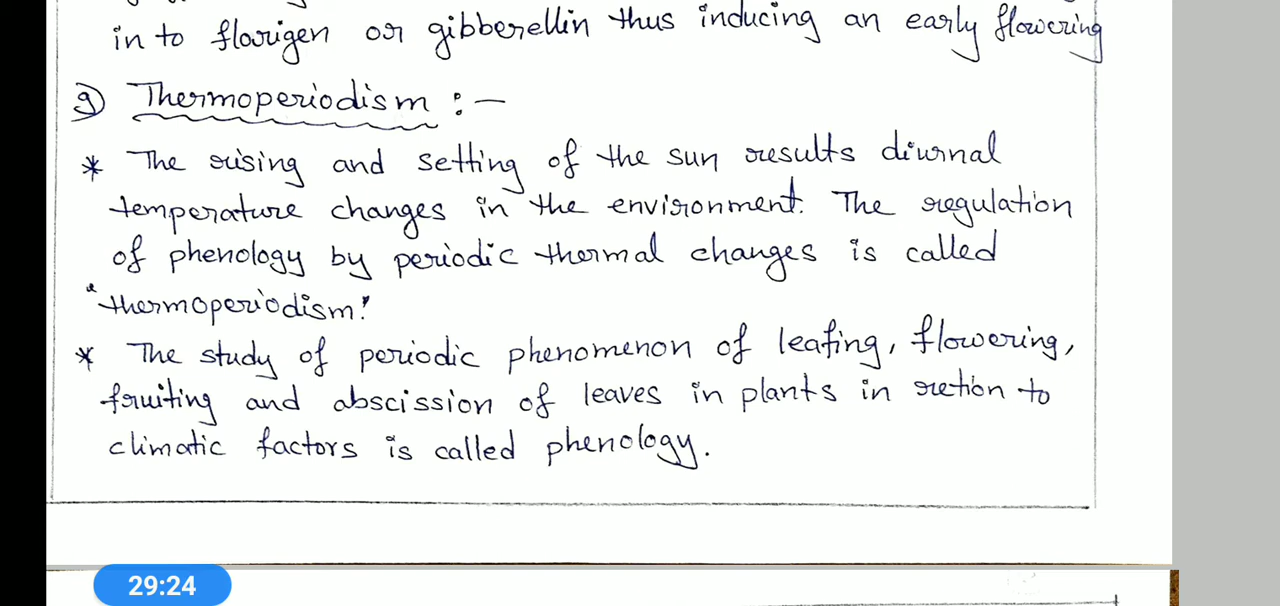 in to florigen or gibberellin thus inducing an early flowering
g) Thermoperiodism :-
* The rising and setting of the sun results diurnal
temperature changes in the environment. The regulation
of phenology by periodic thermal changes is called
"thermoperiodism."
* The study of periodic phenomenon of leafing, flowering,
fruiting and abscission of leaves in plants in retion to
climatic factors is called phenology.
29:24